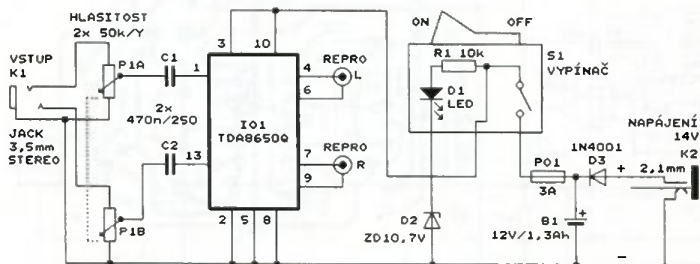 HLASITOST
2x 50k/Y
VSTUP
K1
P1A
C1
1
3
10
4
6
REPRO
L
ON
OFF
R1 10k
S1
VYPÍNAČ
D1
LED
IO1
TDA8650Q
2x
470n/250
JACK
3,5mm
STEREO
C2
13
7
9
REPRO
R
P1B
2
5
8
D2
ZD10,7V
PO1
3A
1N4001
D3
+
NAPÁJENÍ
14V
K2
2,1mm
B1
+
12V/1,3Ah
–